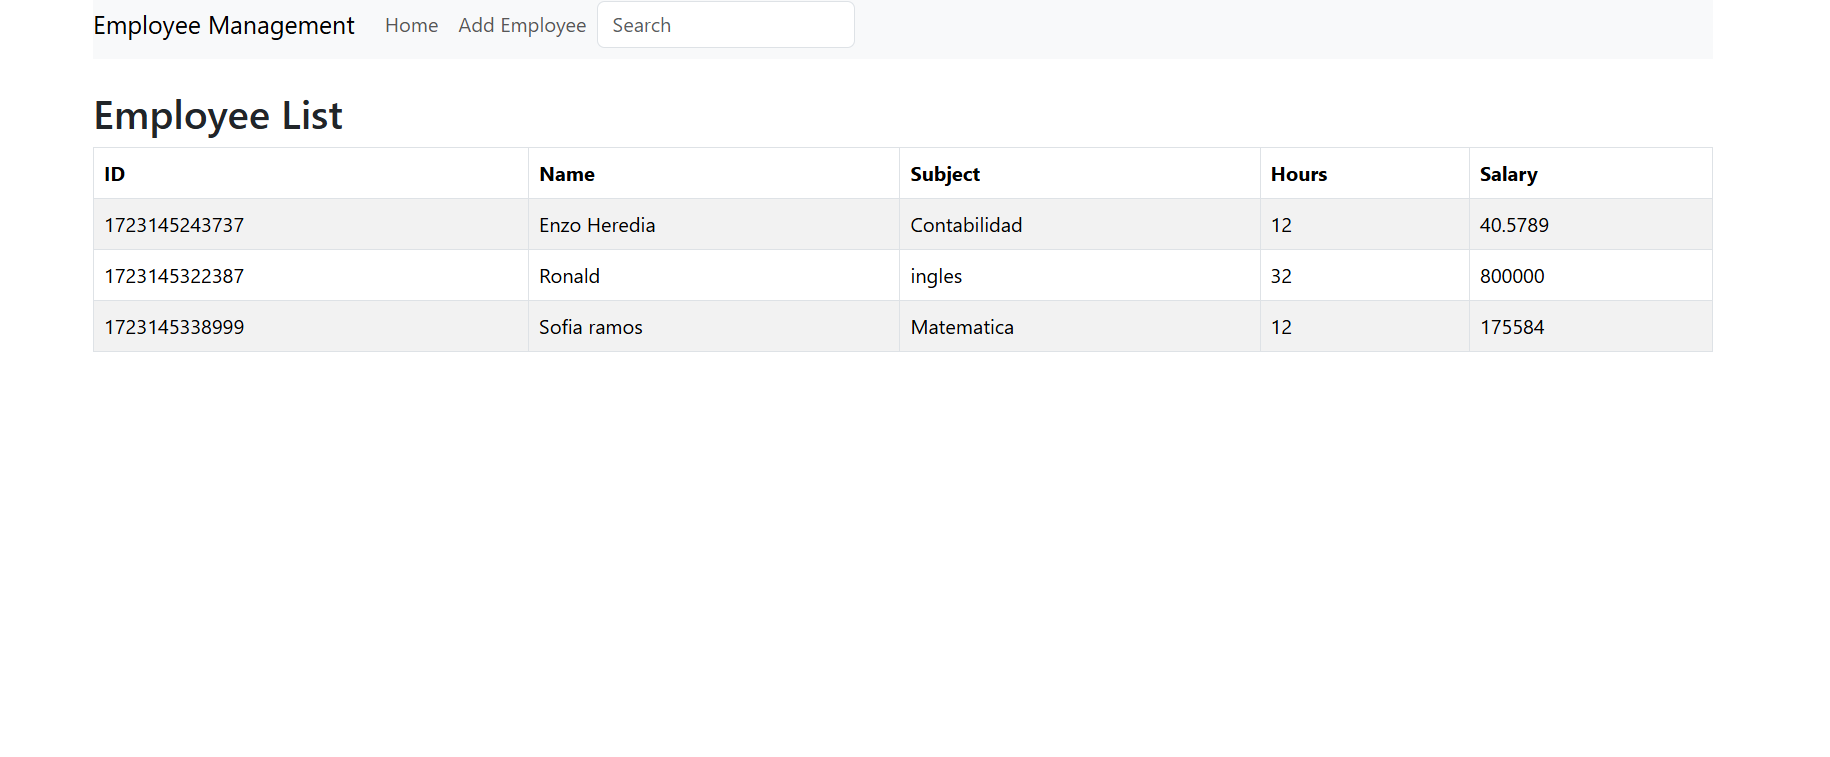 Employee Management Home Add Employee Search
Employee List
ID Name Subject Hours Salary
1723145243737 Enzo Heredia Contabilidad 12 40.5789
1723145322387 Ronald ingles 32 800000
1723145338999 Sofia ramos Matematica 12 175584